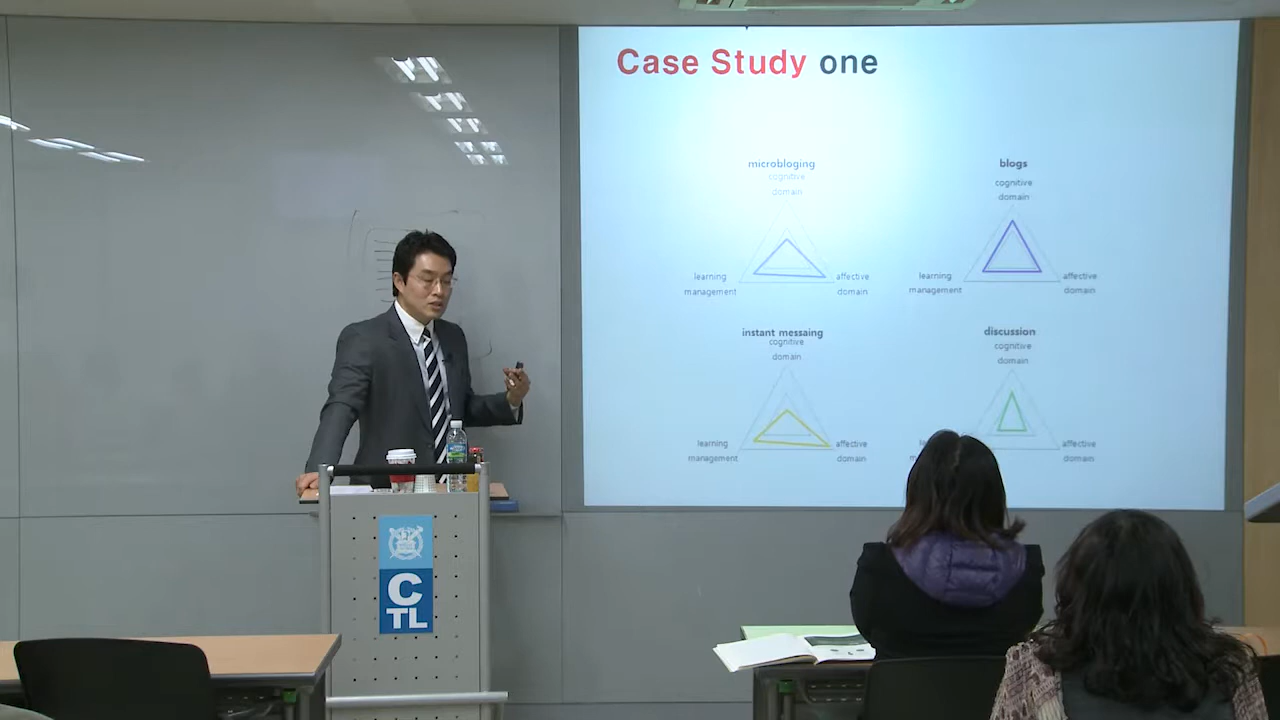 Case Study one
microbloging
cognitive
domain
learning
management
affective
domain
blogs
cognitive
domain
learning
management
affective
domain
instant messaing
cognitive
domain
learning
management
affective
domain
discussion
cognitive
domain
affective
domain
C
TL